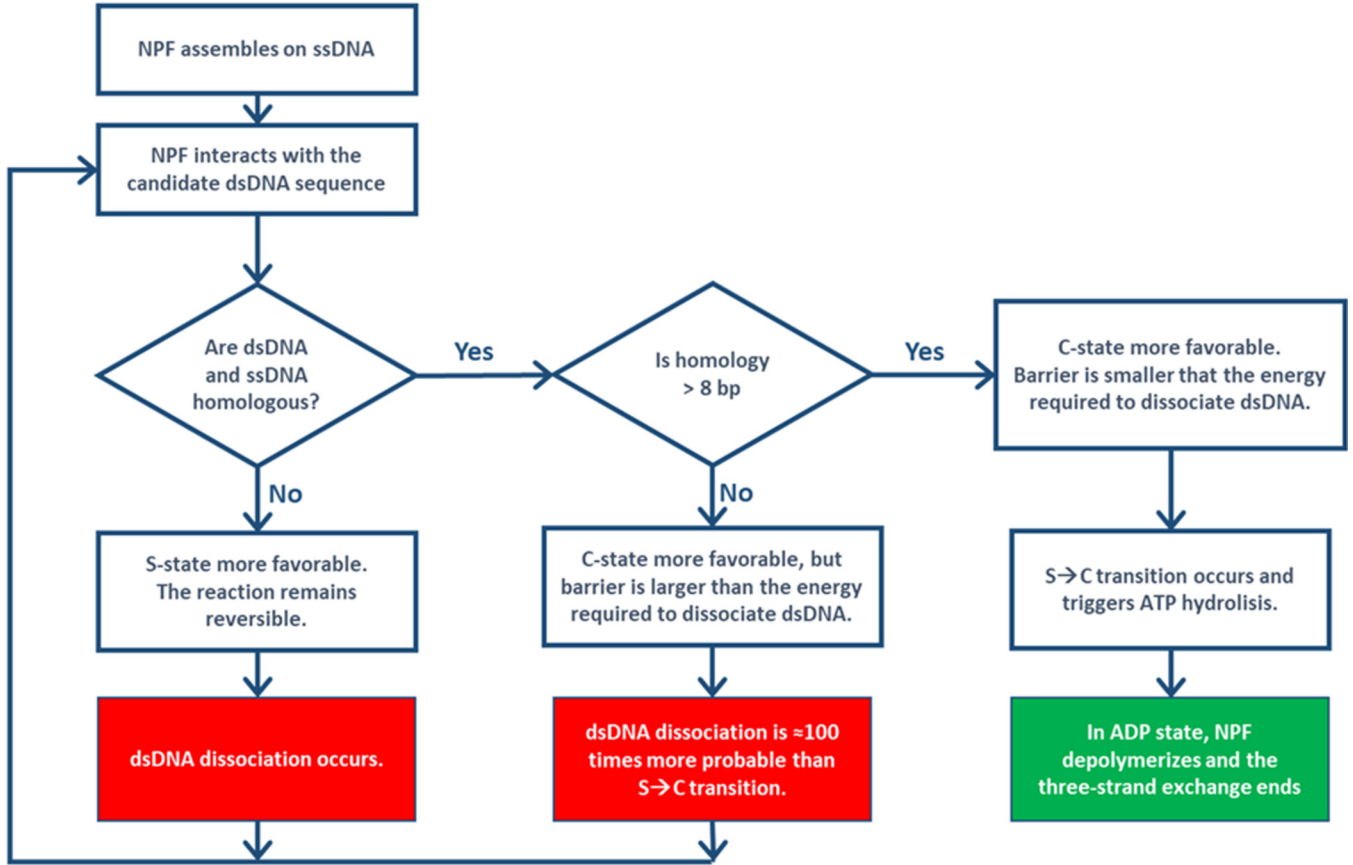 NPF assembles on ssDNA
NPF interacts with the
candidate dsDNA sequence
Are dsDNA
and ssDNA
homologous?
Yes
Is homology
> 8 bp
Yes
C-state more favorable.
Barrier is smaller that the energy
required to dissociate dsDNA.
No
No
S-state more favorable.
The reaction remains
reversible.
C-state more favorable, but
barrier is larger than the energy
required to dissociate dsDNA.
S→C transition occurs and
triggers ATP hydrolisis.
dsDNA dissociation occurs.
dsDNA dissociation is ≈100
times more probable than
S→C transition.
In ADP state, NPF
depolymerizes and the
three-strand exchange ends